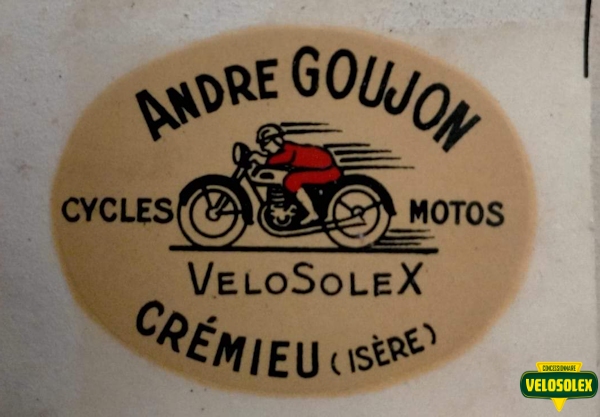 ANDRE GOUJON
CYCLES MOTOS
VELOSOLEX
CRÉMIEU (ISÈRE)
CONCESSIONNAIRE
VELOSOLEX